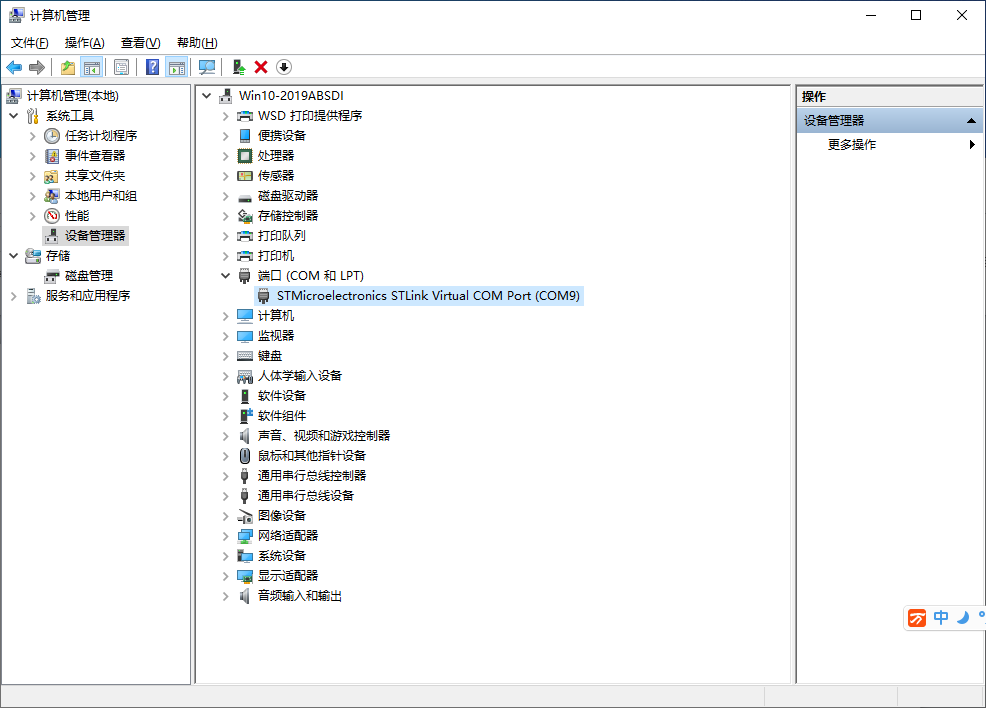 计算机管理
文件(F) 操作(A) 查看(V) 帮助(H)
计算机管理(本地)
系统工具
任务计划程序
事件查看器
共享文件夹
本地用户和组
性能
设备管理器
存储
磁盘管理
服务和应用程序
Win10-2019ABSDI
WSD 打印提供程序
便携设备
处理器
传感器
磁盘驱动器
存储控制器
打印队列
打印机
端口 (COM 和 LPT)
STMicroelectronics STLink Virtual COM Port (COM9)
计算机
监视器
键盘
人体学输入设备
软件设备
软件组件
声音、视频和游戏控制器
鼠标和其他指针设备
通用串行总线控制器
通用串行总线设备
图像设备
网络适配器
系统设备
显示适配器
音频输入和输出
操作
设备管理器
更多操作
中